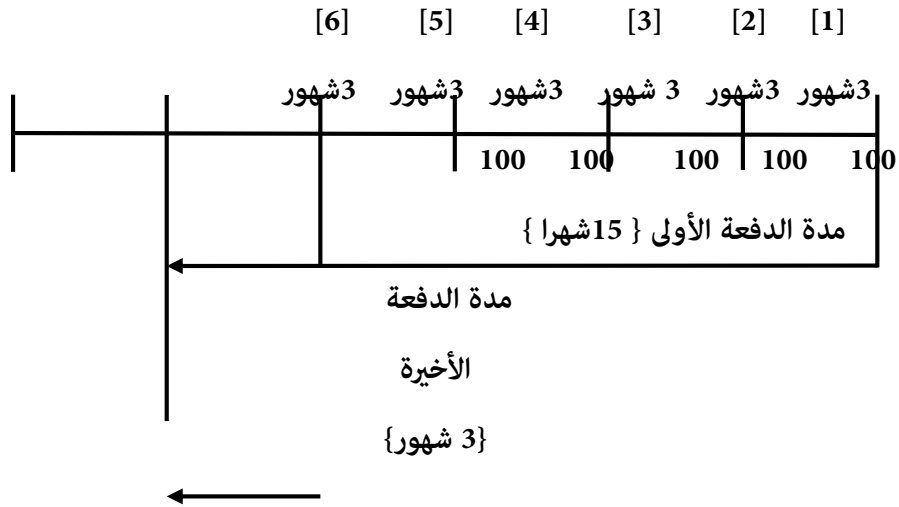 [1] [2] [3] [4] [5] [6]
3شهور 3شهور 3 شهور 3شهور 3شهور 3شهور
100 100 100 100 100
مدة الدفعة الأولى { 15شهرا }
مدة الدفعة
الأخيرة
{3 شهور}